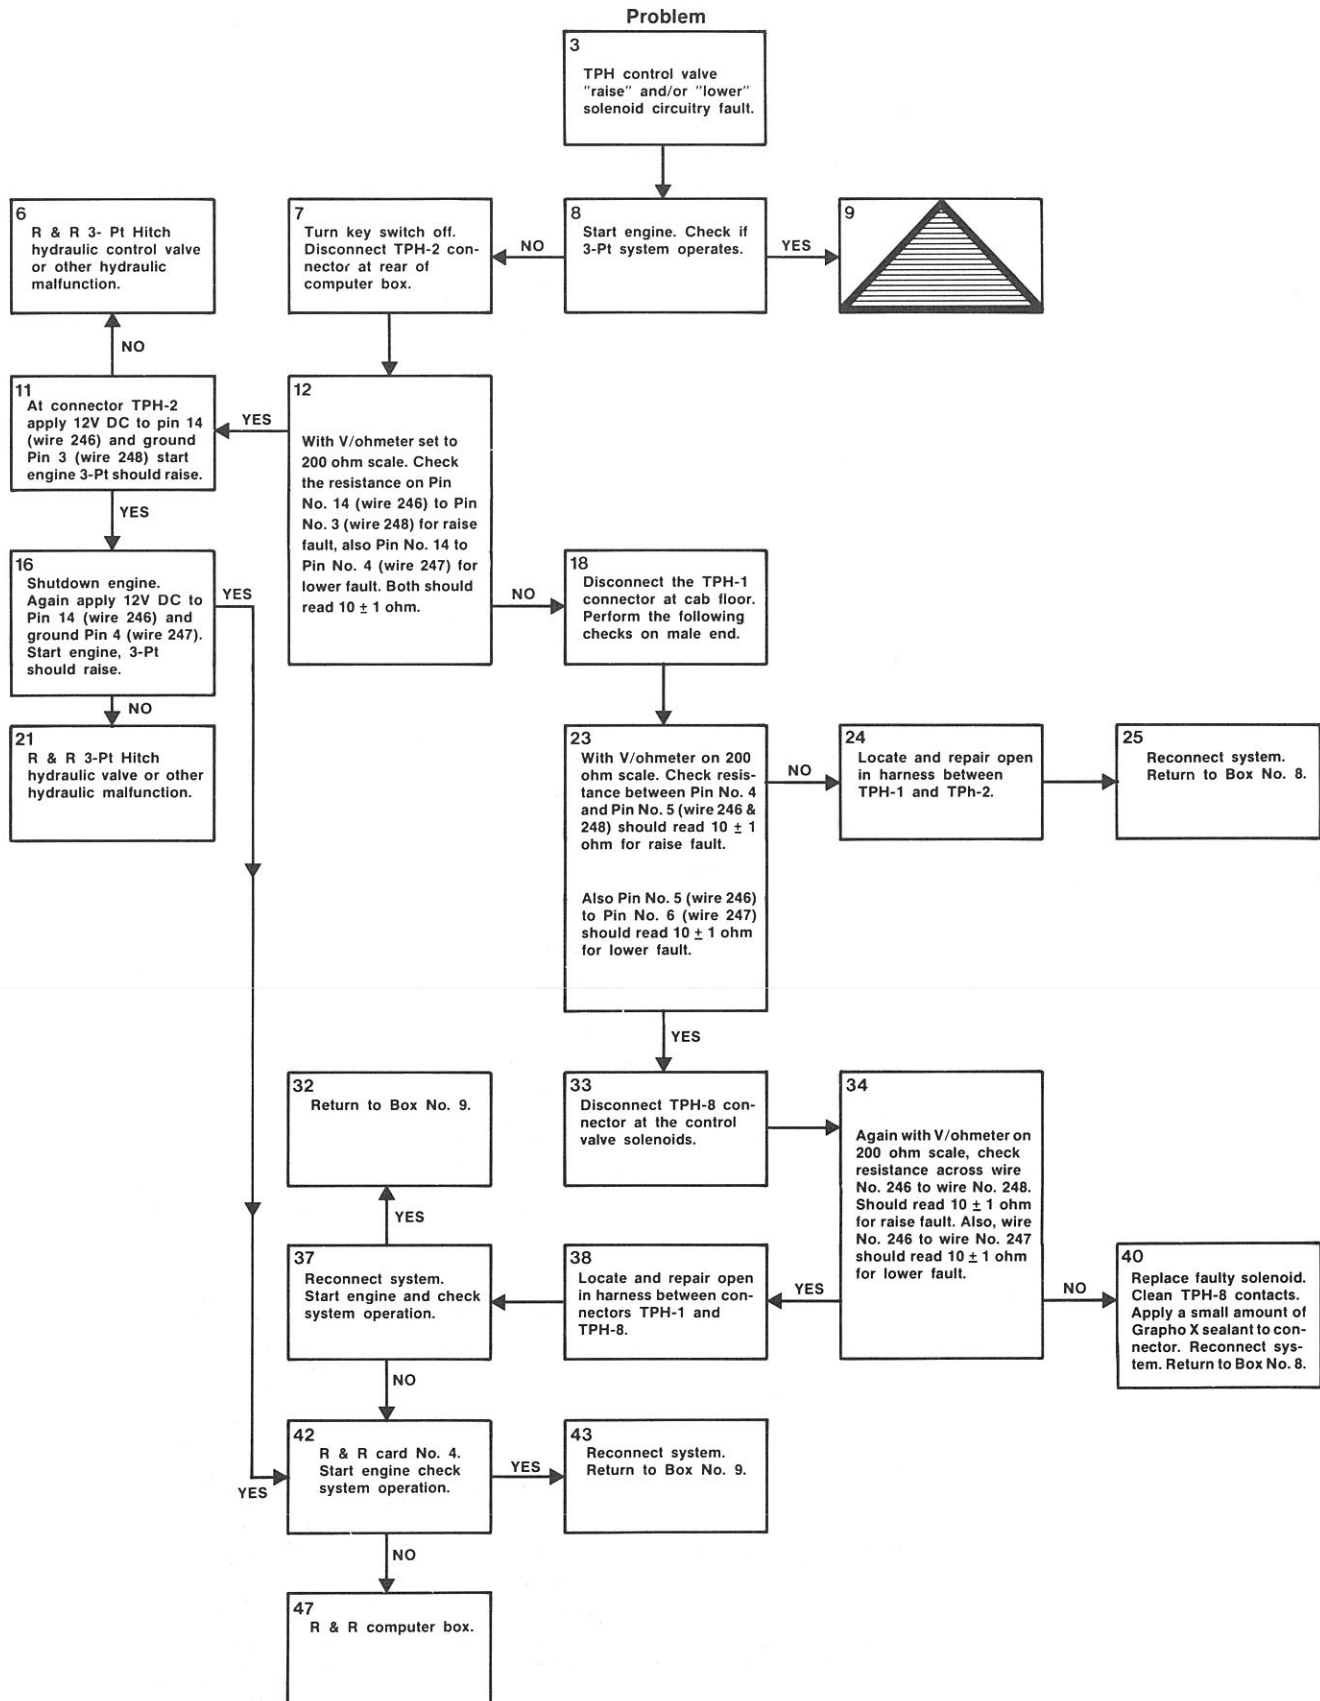 Problem
3
TPH control valve
"raise" and/or "lower"
solenoid circuitry fault.
6
R & R 3- Pt Hitch
hydraulic control valve
or other hydraulic
malfunction.
7
Turn key switch off.
Disconnect TPH-2 con-
nector at rear of
computer box.
NO
8
Start engine. Check if
3-Pt system operates.
YES
9
NO
11
At connector TPH-2
apply 12V DC to pin 14
(wire 246) and ground
Pin 3 (wire 248) start
engine 3-Pt should raise.
YES
12
With V/ohmeter set to
200 ohm scale. Check
the resistance on Pin
No. 14 (wire 246) to Pin
No. 3 (wire 248) for raise
fault, also Pin No. 14 to
Pin No. 4 (wire 247) for
lower fault. Both should
read 10 ± 1 ohm.
YES
16
Shutdown engine.
Again apply 12V DC to
Pin 14 (wire 246) and
ground Pin 4 (wire 247).
Start engine, 3-Pt
should raise.
YES
NO
18
Disconnect the TPH-1
connector at cab floor.
Perform the following
checks on male end.
NO
21
R & R 3-Pt Hitch
hydraulic valve or other
hydraulic malfunction.
23
With V/ohmeter on 200
ohm scale. Check resis-
tance between Pin No. 4
and Pin No. 5 (wire 246 &
248) should read 10 ± 1
ohm for raise fault.
Also Pin No. 5 (wire 246)
to Pin No. 6 (wire 247)
should read 10 ± 1 ohm
for lower fault.
NO
24
Locate and repair open
in harness between
TPH-1 and TPh-2.
25
Reconnect system.
Return to Box No. 8.
YES
32
Return to Box No. 9.
33
Disconnect TPH-8 con-
nector at the control
valve solenoids.
34
Again with V/ohmeter on
200 ohm scale, check
resistance across wire
No. 246 to wire No. 248.
Should read 10 ± 1 ohm
for raise fault. Also, wire
No. 246 to wire No. 247
should read 10 ± 1 ohm
for lower fault.
YES
37
Reconnect system.
Start engine and check
system operation.
38
Locate and repair open
in harness between con-
nectors TPH-1 and
TPH-8.
YES
NO
40
Replace faulty solenoid.
Clean TPH-8 contacts.
Apply a small amount of
Grapho X sealant to con-
nector. Reconnect sys-
tem. Return to Box No. 8.
NO
YES
42
R & R card No. 4.
Start engine check
system operation.
YES
43
Reconnect system.
Return to Box No. 9.
NO
47
R & R computer box.